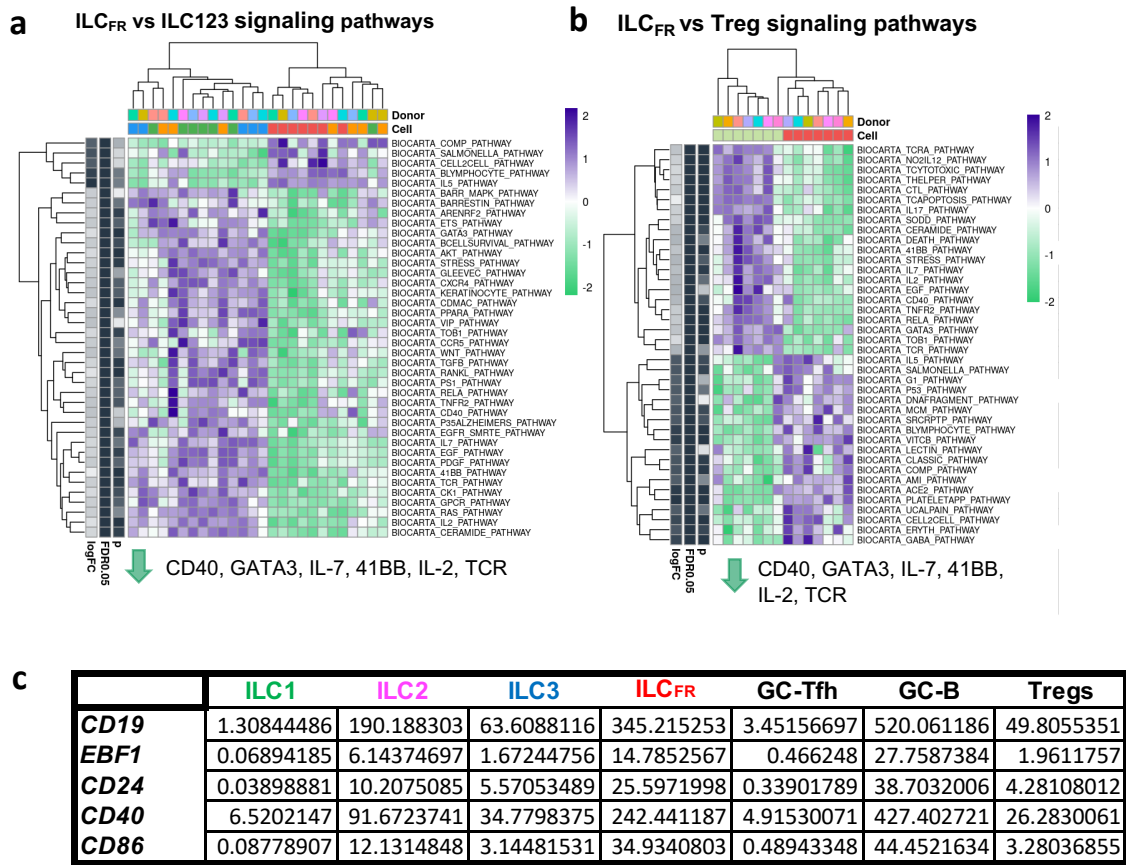 a
ILCFR vs ILC123 signaling pathways
Donor
Cell
2
1
0
-1
-2
BIOCARTA_COMP_PATHWAY
BIOCARTA_SALMONELLA_PATHWAY
BIOCARTA_CELL2CELL_PATHWAY
BIOCARTA_BLYMPHOCYTE_PATHWAY
BIOCARTA_IL5_PATHWAY
BIOCARTA_BARR_MAPK_PATHWAY
BIOCARTA_BARRESTIN_PATHWAY
BIOCARTA_ARENRF2_PATHWAY
BIOCARTA_ETS_PATHWAY
BIOCARTA_GATA3_PATHWAY
BIOCARTA_BCELLSURVIVAL_PATHWAY
BIOCARTA_AKT_PATHWAY
BIOCARTA_STRESS_PATHWAY
BIOCARTA_GLEEVEC_PATHWAY
BIOCARTA_CXCR4_PATHWAY
BIOCARTA_KERATINOCYTE_PATHWAY
BIOCARTA_CDMAC_PATHWAY
BIOCARTA_PPARA_PATHWAY
BIOCARTA_VIP_PATHWAY
BIOCARTA_TOB1_PATHWAY
BIOCARTA_CCR5_PATHWAY
BIOCARTA_WNT_PATHWAY
BIOCARTA_TGFB_PATHWAY
BIOCARTA_RANKL_PATHWAY
BIOCARTA_PS1_PATHWAY
BIOCARTA_RELA_PATHWAY
BIOCARTA_TNFR2_PATHWAY
BIOCARTA_CD40_PATHWAY
BIOCARTA_P35ALZHEIMERS_PATHWAY
BIOCARTA_EGFR_SMRTE_PATHWAY
BIOCARTA_IL7_PATHWAY
BIOCARTA_EGF_PATHWAY
BIOCARTA_PDGF_PATHWAY
BIOCARTA_41BB_PATHWAY
BIOCARTA_TCR_PATHWAY
BIOCARTA_CK1_PATHWAY
BIOCARTA_GPCR_PATHWAY
BIOCARTA_RAS_PATHWAY
BIOCARTA_IL2_PATHWAY
BIOCARTA_CERAMIDE_PATHWAY
logFC
FDR0.05
p
CD40, GATA3, IL-7, 41BB, IL-2, TCR
b
ILCFR vs Treg signaling pathways
Donor
Cell
2
1
0
-1
-2
BIOCARTA_TCRA_PATHWAY
BIOCARTA_NO2IL12_PATHWAY
BIOCARTA_TCYTOTOXIC_PATHWAY
BIOCARTA_THELPER_PATHWAY
BIOCARTA_CTL_PATHWAY
BIOCARTA_TCAPOPTOSIS_PATHWAY
BIOCARTA_IL17_PATHWAY
BIOCARTA_SODD_PATHWAY
BIOCARTA_CERAMIDE_PATHWAY
BIOCARTA_DEATH_PATHWAY
BIOCARTA_41BB_PATHWAY
BIOCARTA_STRESS_PATHWAY
BIOCARTA_IL7_PATHWAY
BIOCARTA_IL2_PATHWAY
BIOCARTA_EGF_PATHWAY
BIOCARTA_CD40_PATHWAY
BIOCARTA_TNFR2_PATHWAY
BIOCARTA_RELA_PATHWAY
BIOCARTA_GATA3_PATHWAY
BIOCARTA_TOB1_PATHWAY
BIOCARTA_TCR_PATHWAY
BIOCARTA_IL5_PATHWAY
BIOCARTA_SALMONELLA_PATHWAY
BIOCARTA_G1_PATHWAY
BIOCARTA_P53_PATHWAY
BIOCARTA_DNAFRAGMENT_PATHWAY
BIOCARTA_MCM_PATHWAY
BIOCARTA_SRCRPTP_PATHWAY
BIOCARTA_BLYMPHOCYTE_PATHWAY
BIOCARTA_VITCB_PATHWAY
BIOCARTA_LECTIN_PATHWAY
BIOCARTA_CLASSIC_PATHWAY
BIOCARTA_COMP_PATHWAY
BIOCARTA_AMI_PATHWAY
BIOCARTA_ACE2_PATHWAY
BIOCARTA_PLATELETAPP_PATHWAY
BIOCARTA_UCALPAIN_PATHWAY
BIOCARTA_CELL2CELL_PATHWAY
BIOCARTA_ERYTH_PATHWAY
BIOCARTA_GABA_PATHWAY
logFC
FDR0.05
p
CD40, GATA3, IL-7, 41BB,
IL-2, TCR
c
ILC1 ILC2 ILC3 ILCFR GC-Tfh GC-B Tregs
CD19 1.30844486 190.188303 63.6088116 345.215253 3.45156697 520.061186 49.8055351
EBF1 0.06894185 6.14374697 1.67244756 14.7852567 0.466248 27.7587384 1.9611757
CD24 0.03898881 10.2075085 5.57053489 25.5971998 0.33901789 38.7032006 4.28108012
CD40 6.5202147 91.6723741 34.7798375 242.441187 4.91530071 427.402721 26.2830061
CD86 0.08778907 12.1314848 3.14481531 34.9340803 0.48943348 44.4521634 3.28036855